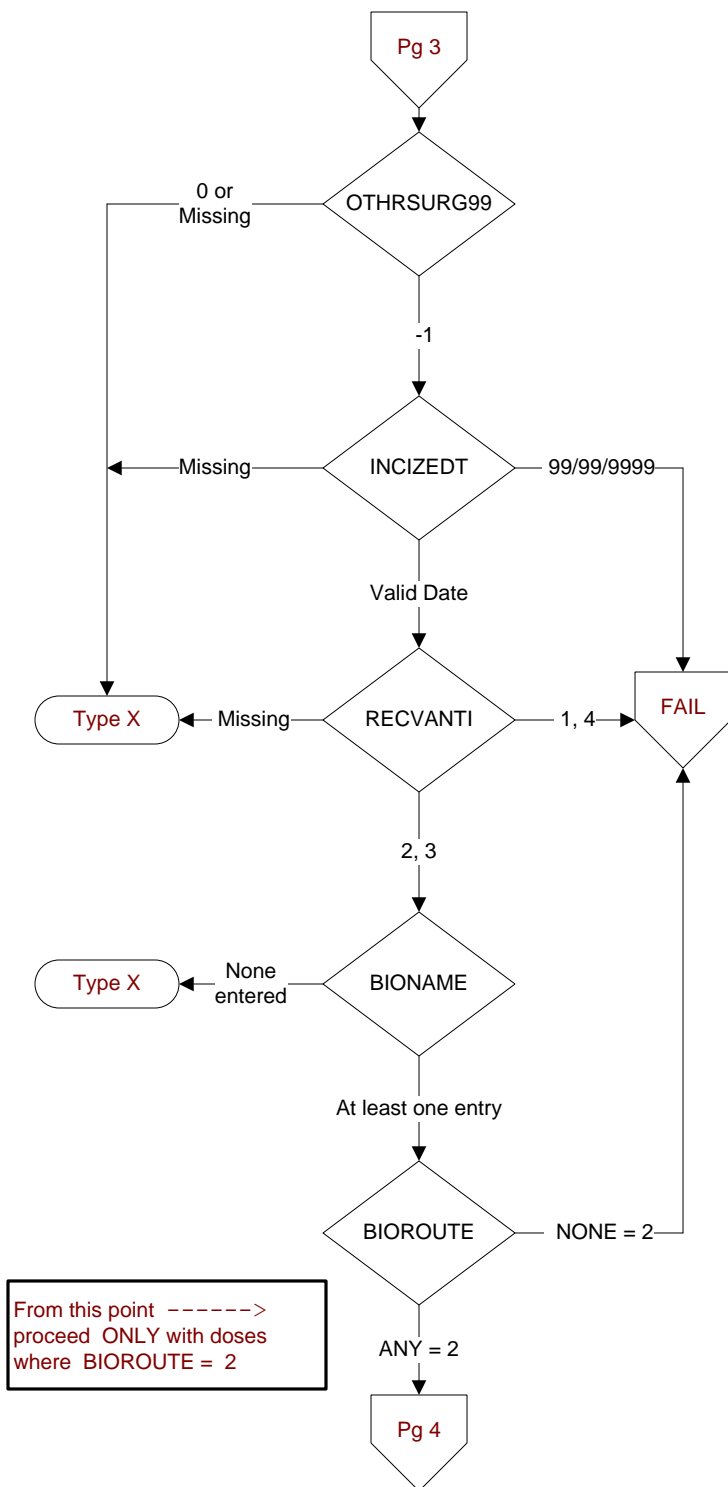 Pg 3
OTHRSURG99
0 or
Missing
-1
INCIZEDT
Missing
99/99/9999
Valid Date
RECVANTI
Type X
Missing
1, 4
FAIL
2, 3
BIONAME
Type X
None
entered
At least one entry
BIOROUTE
NONE = 2
From this point ------>
proceed ONLY with doses
where BIOROUTE = 2
ANY = 2
Pg 4